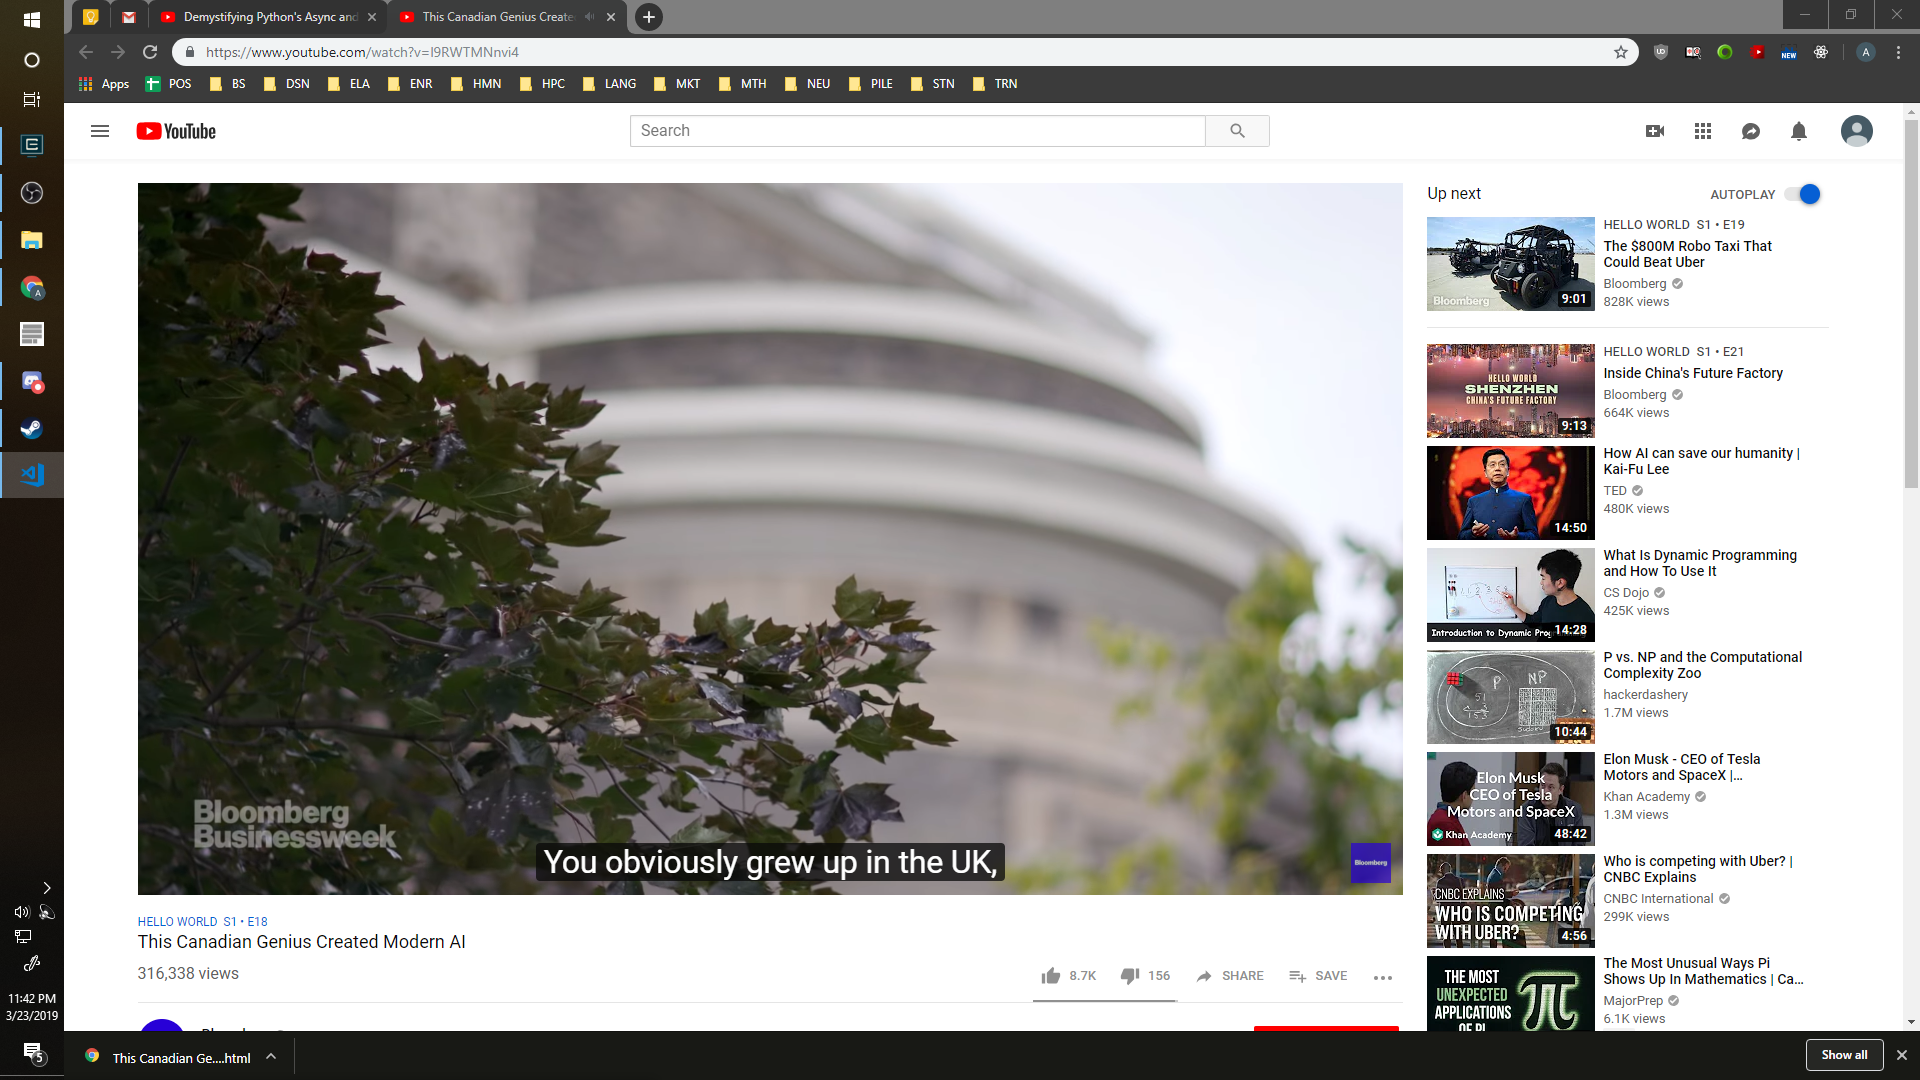 Demystifying Python's Async and
This Canadian Genius Create
https://www.youtube.com/watch?v=I9RWTMNnvi4
NEW
A
Apps
POS
BS
DSN
ELA
ENR
HMN
HPC
LANG
MKT
MTH
NEU
PILE
STN
TRN
YouTube
Search
Bloomberg
Businessweek
You obviously grew up in the UK,
Bloomberg
HELLO WORLD S1 • E18
This Canadian Genius Created Modern AI
316,338 views
8.7K
156
SHARE
SAVE
Up next
AUTOPLAY
Bloomberg
9:01
HELLO WORLD S1 • E19
The $800M Robo Taxi That
Could Beat Uber
Bloomberg
828K views
HELLO WORLD
SHENZHEN
CHINA'S FUTURE FACTORY
9:13
HELLO WORLD S1 • E21
Inside China's Future Factory
Bloomberg
664K views
14:50
How AI can save our humanity |
Kai-Fu Lee
TED
480K views
Introduction to Dynamic Prog
14:28
What Is Dynamic Programming
and How To Use It
CS Dojo
425K views
P
NP
10:44
P vs. NP and the Computational
Complexity Zoo
hackerdashery
1.7M views
Elon Musk
CEO of Tesla
Motors and SpaceX
Khan Academy
48:42
Elon Musk - CEO of Tesla
Motors and SpaceX |...
Khan Academy
1.3M views
CNBC EXPLAINS
WHO IS COMPETING
WITH UBER?
4:56
Who is competing with Uber? |
CNBC Explains
CNBC International
299K views
THE MOST
UNEXPECTED
APPLICATIONS
OF PI
π
The Most Unusual Ways Pi
Shows Up In Mathematics | Ca...
MajorPrep
6.1K views
11:42 PM
3/23/2019
5
This Canadian Ge....html
Show all